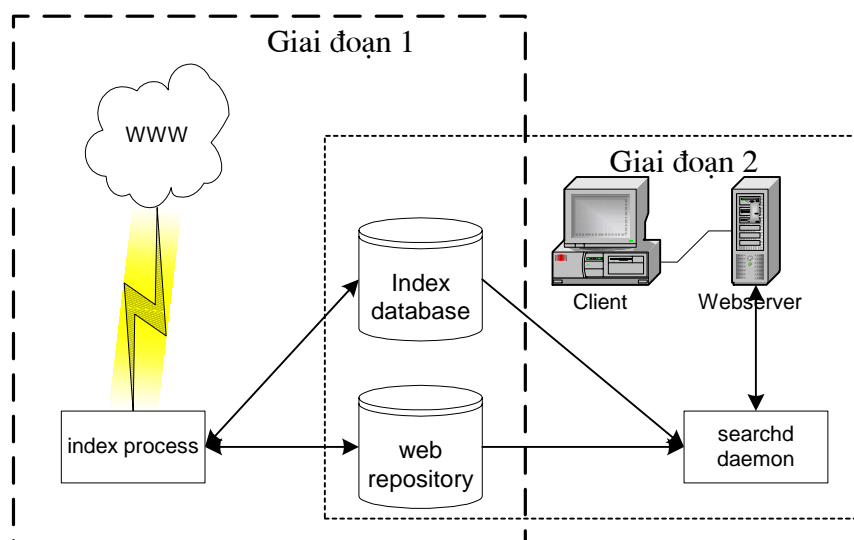 Giai đoạn 1
WWW
Giai đoạn 2
Index
database
Client
Webserver
index process
web
repository
searchd
daemon